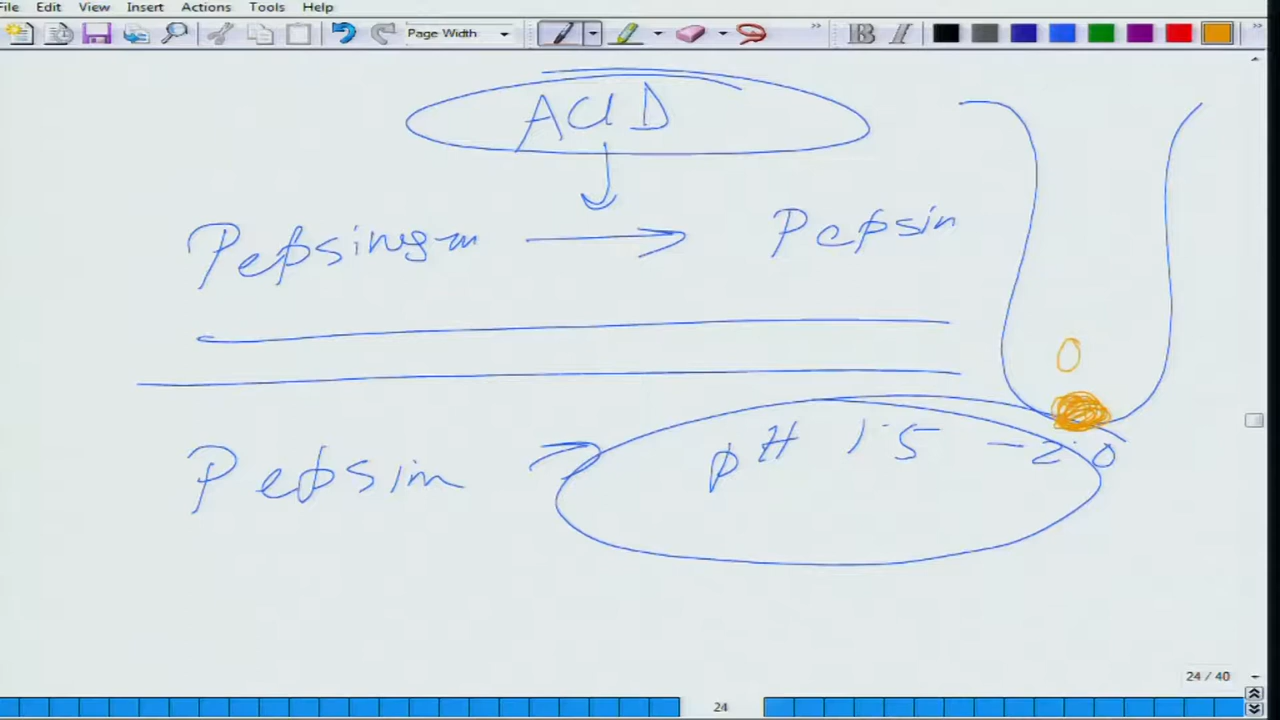 File Edit View Insert Actions Tools Help
Page Width
B I
ACID
Pepsinogen → Pepsin
0
Pepsin → pH 1.5 - 2.0
24 / 40
24